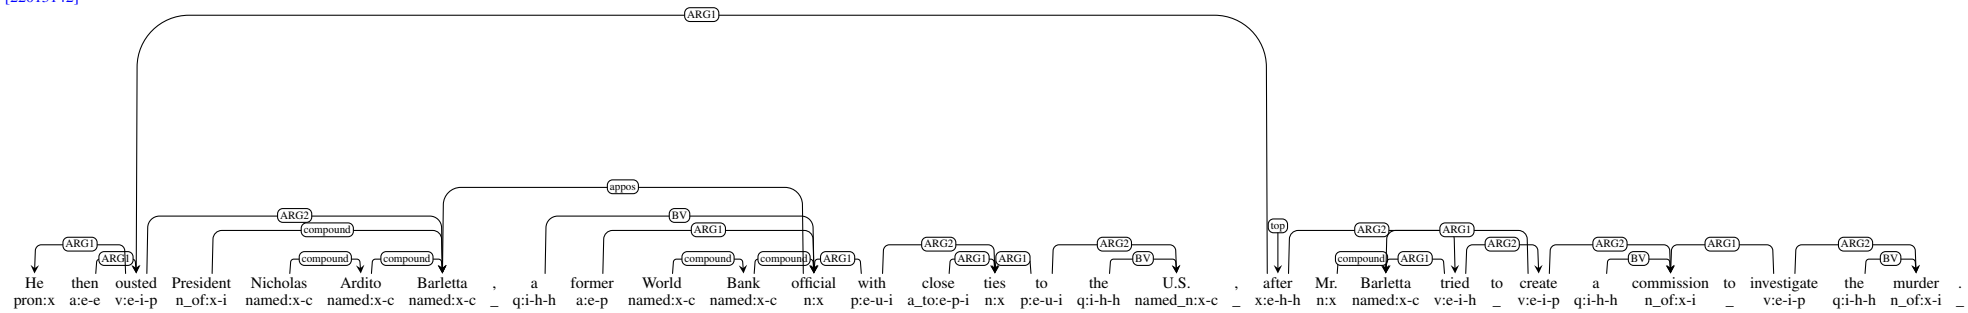 [22013142]
ARG1
appos
ARG2 BV
compound ARG1 top
ARG1 ARG2 ARG2 ARG2 ARG1 ARG2 ARG2 ARG1 ARG2
ARG1 compound compound compound compound ARG1 ARG1 ARG1 BV compound ARG1 BV BV
He then ousted President Nicholas Ardito Barletta , a former World Bank official with close ties to the U.S. , after Mr. Barletta tried to create a commission to investigate the murder .
pron:x a:e-e v:e-i-p n_of:x-i named:x-c named:x-c named:x-c _ q:i-h-h a:e-p named:x-c named:x-c n:x p:e-u-i a_to:e-p-i n:x p:e-u-i q:i-h-h named_n:x-c _ x:e-h-h n:x named:x-c v:e-i-h _ v:e-i-p q:i-h-h n_of:x-i _ v:e-i-p q:i-h-h n_of:x-i _